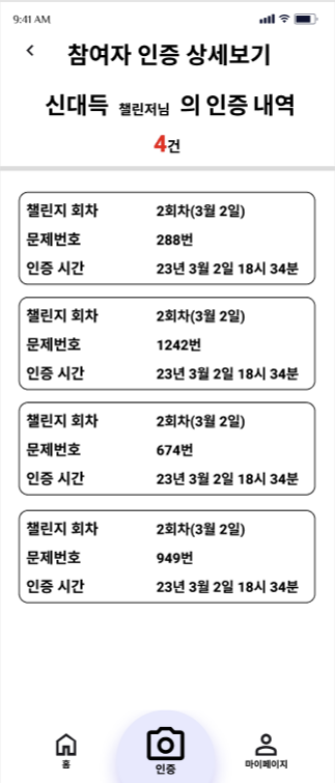 9:41 AM
참여자 인증 상세보기
신대득 챌린저님 의 인증 내역
4건
챌린지 회차 2회차(3월 2일)
문제번호 288번
인증 시간 23년 3월 2일 18시 34분
챌린지 회차 2회차(3월 2일)
문제번호 1242번
인증 시간 23년 3월 2일 18시 34분
챌린지 회차 2회차(3월 2일)
문제번호 674번
인증 시간 23년 3월 2일 18시 34분
챌린지 회차 2회차(3월 2일)
문제번호 949번
인증 시간 23년 3월 2일 18시 34분
홈 인증 마이페이지